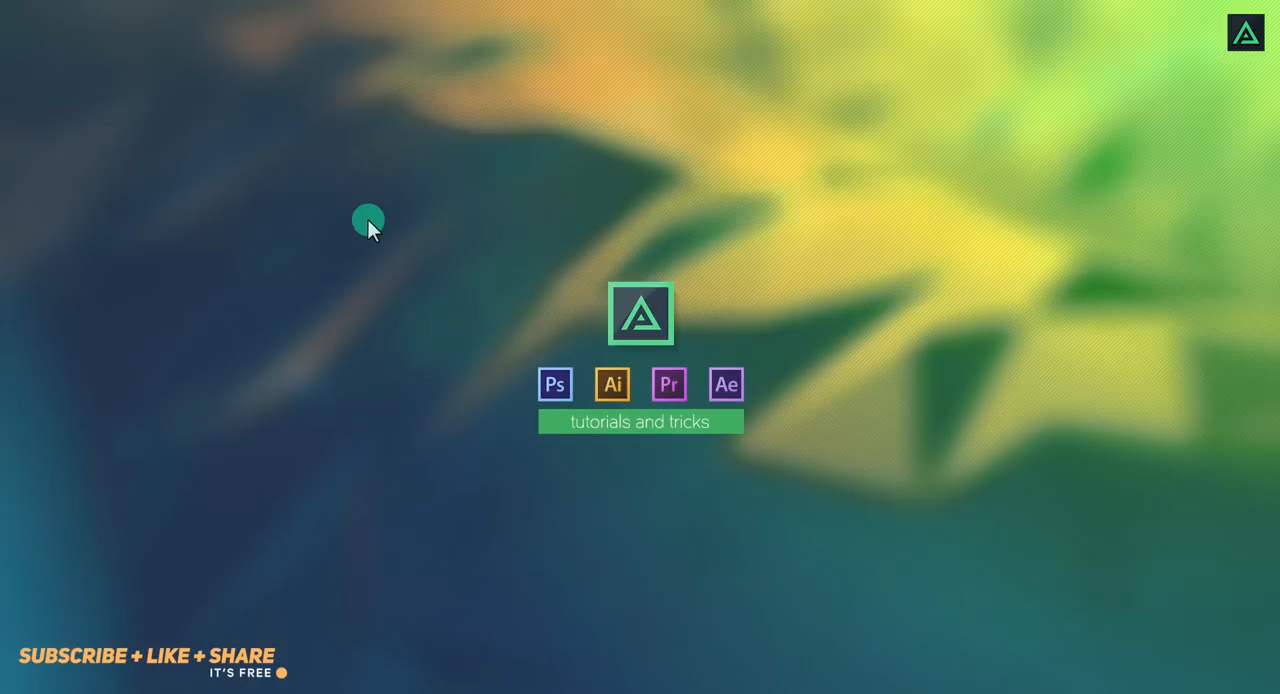 Ps Ai Pr Ae
tutorials and tricks
SUBSCRIBE + LIKE + SHARE
IT'S FREE